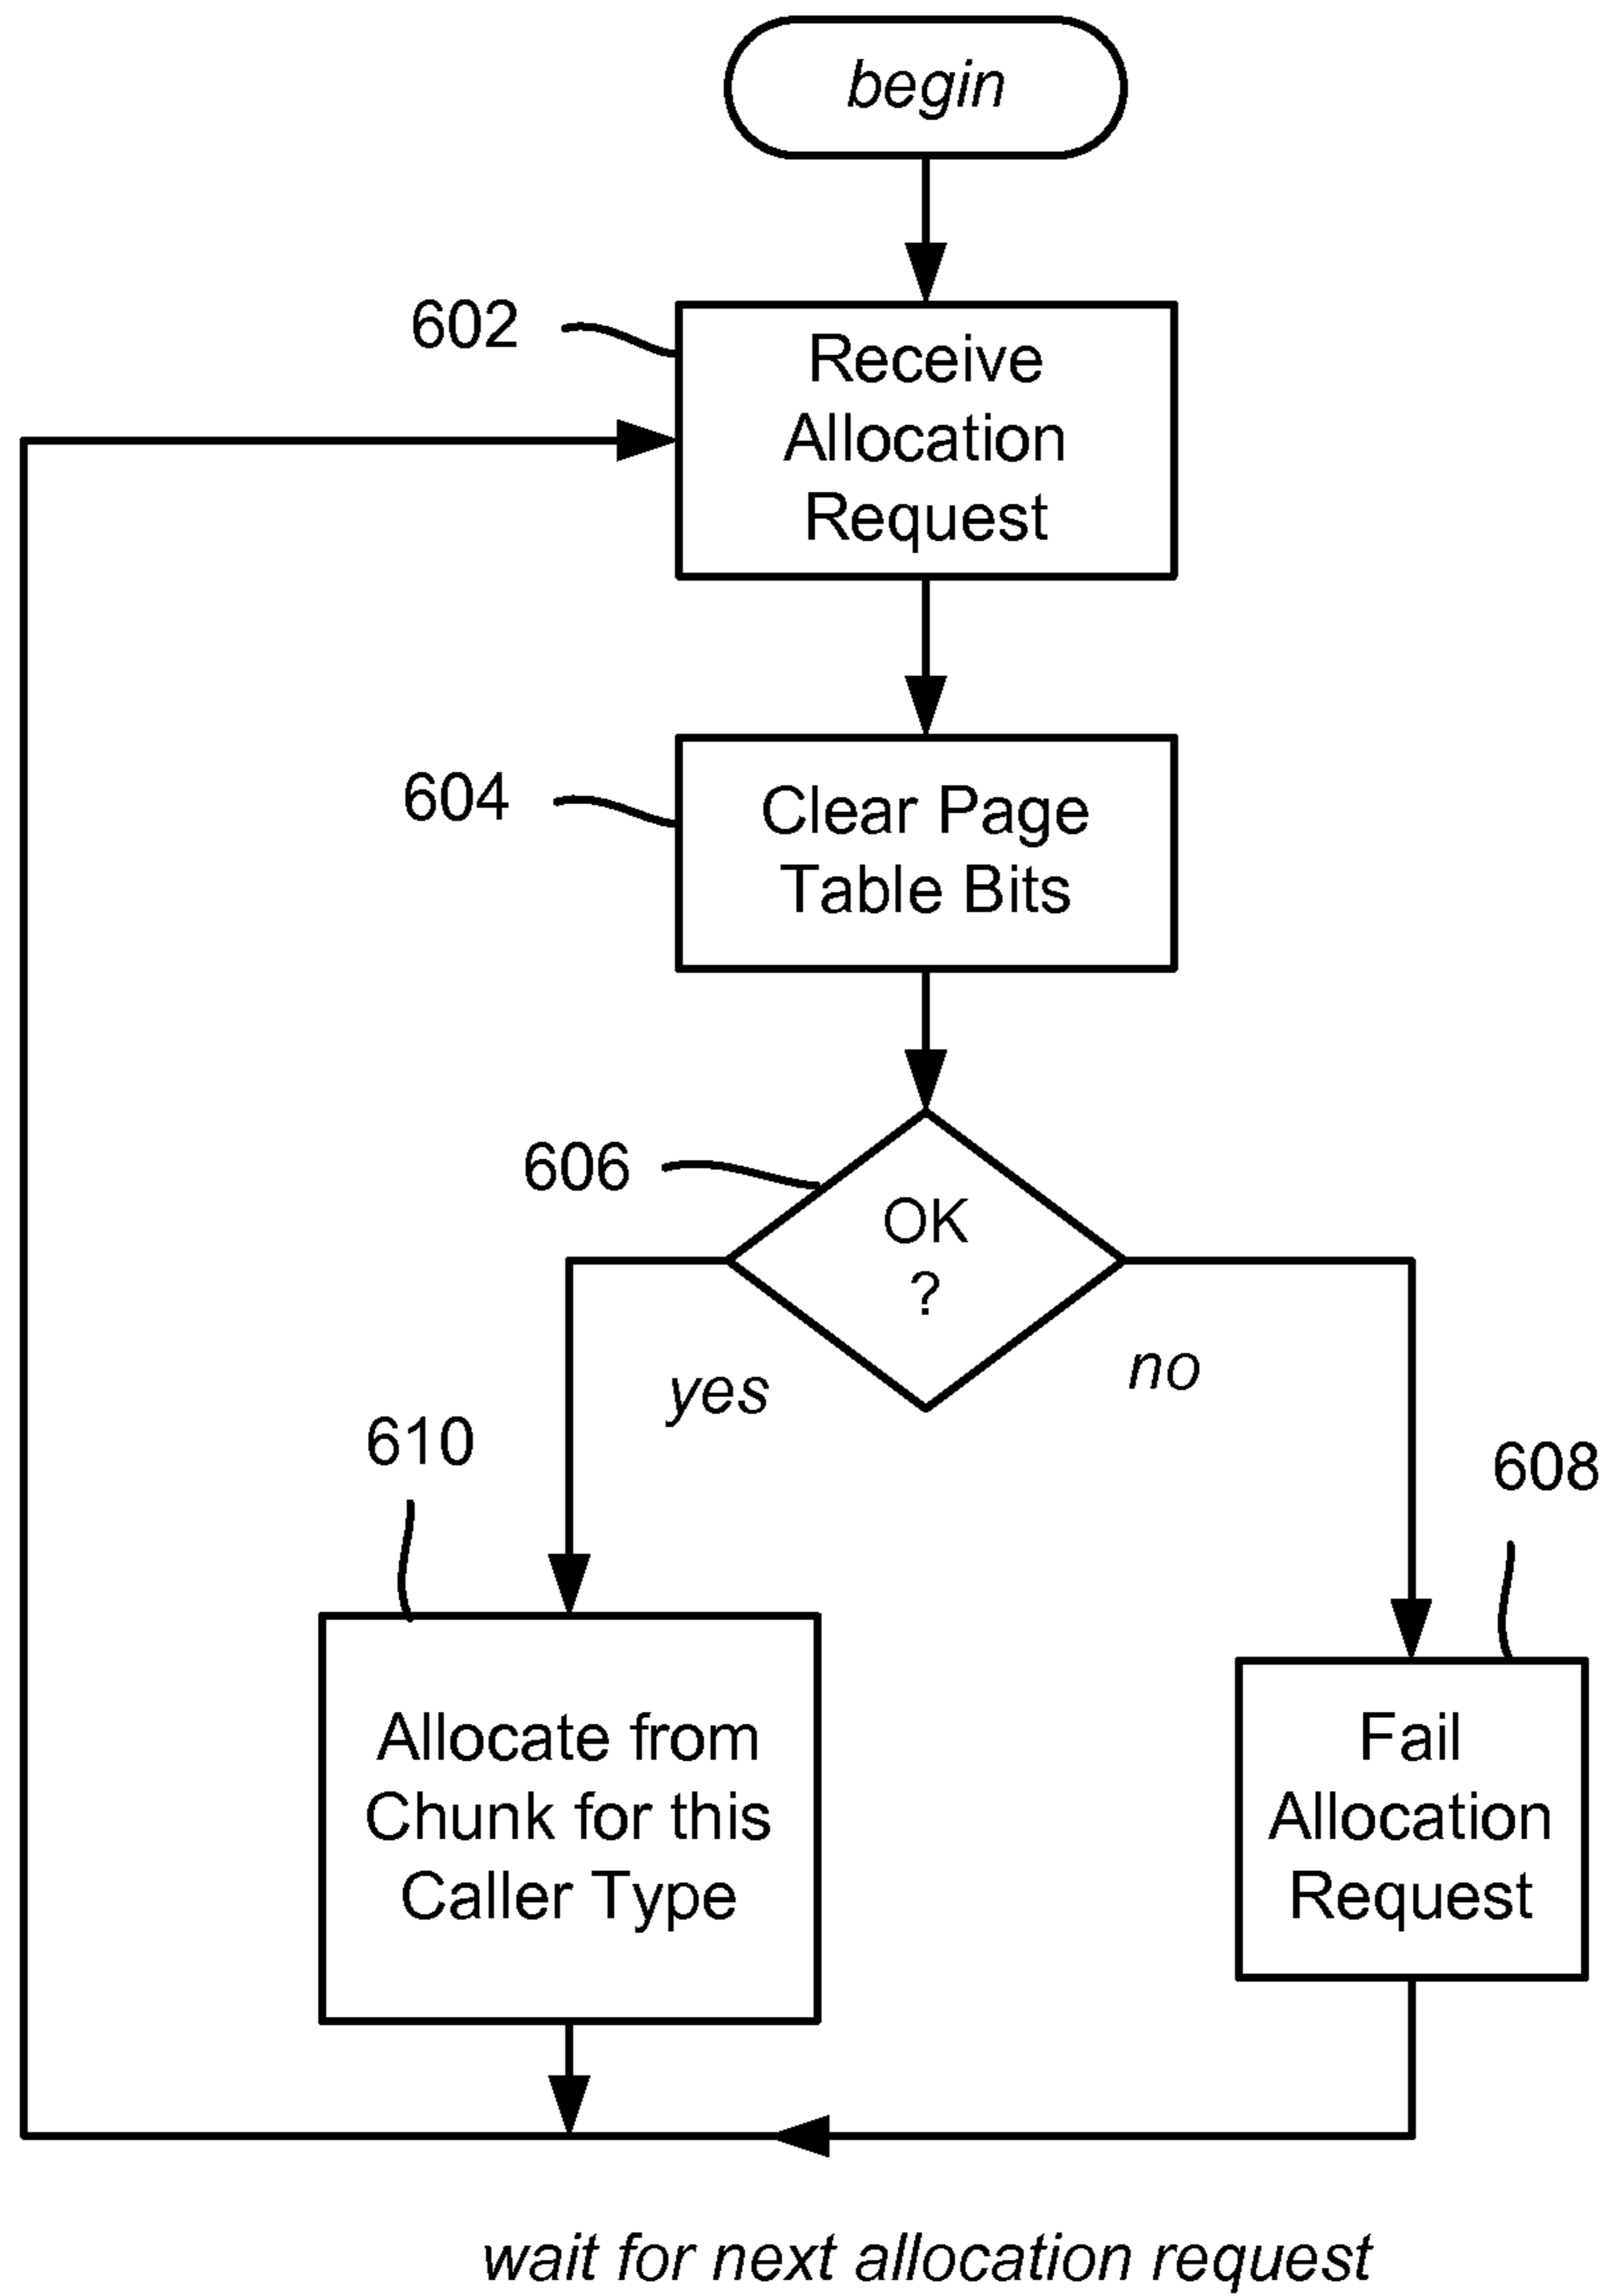 begin
602
Receive
Allocation
Request
604
Clear Page
Table Bits
606
OK
?
yes
no
610
608
Allocate from
Chunk for this
Caller Type
Fail
Allocation
Request
wait for next allocation request